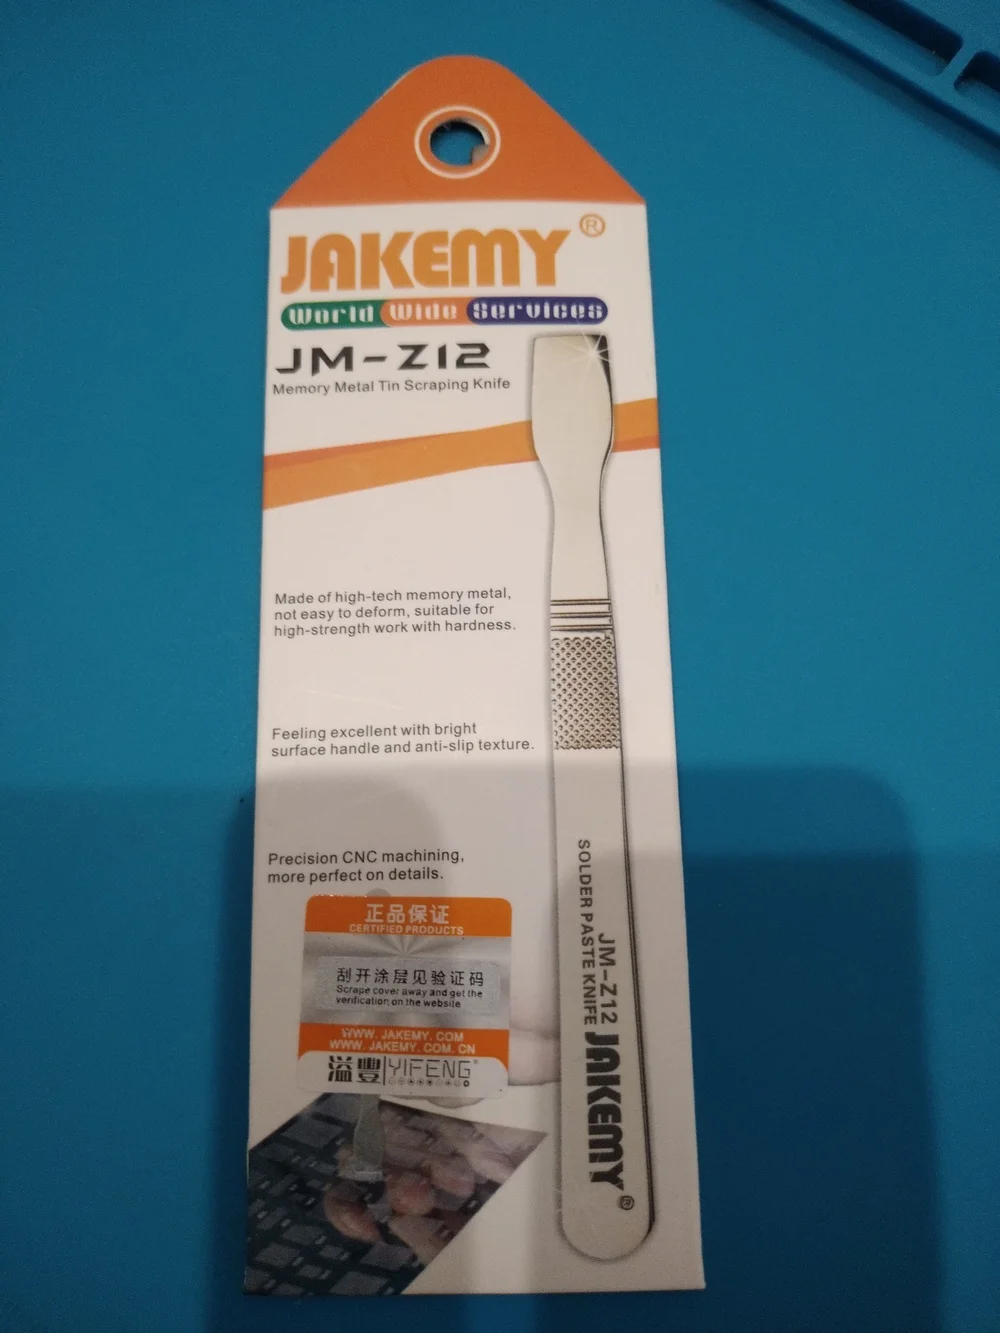 JAKEMY®
World Wide Services
JM-Z12
Memory Metal Tin Scraping Knife
Made of high-tech memory metal,
not easy to deform, suitable for
high-strength work with hardness.
Feeling excellent with bright
surface handle and anti-slip texture.
Precision CNC machining,
more perfect on details.
正品保证
CERTIFIED PRODUCTS
刮开涂层见验证码
Scrape cover away and get the
verification on the website
WWW. JAKEMY. COM
WWW. JAKEMY. COM. CN
溢豐 YIFENG®
JM-Z12
SOLDER PASTE KNIFE
JAKEMY®